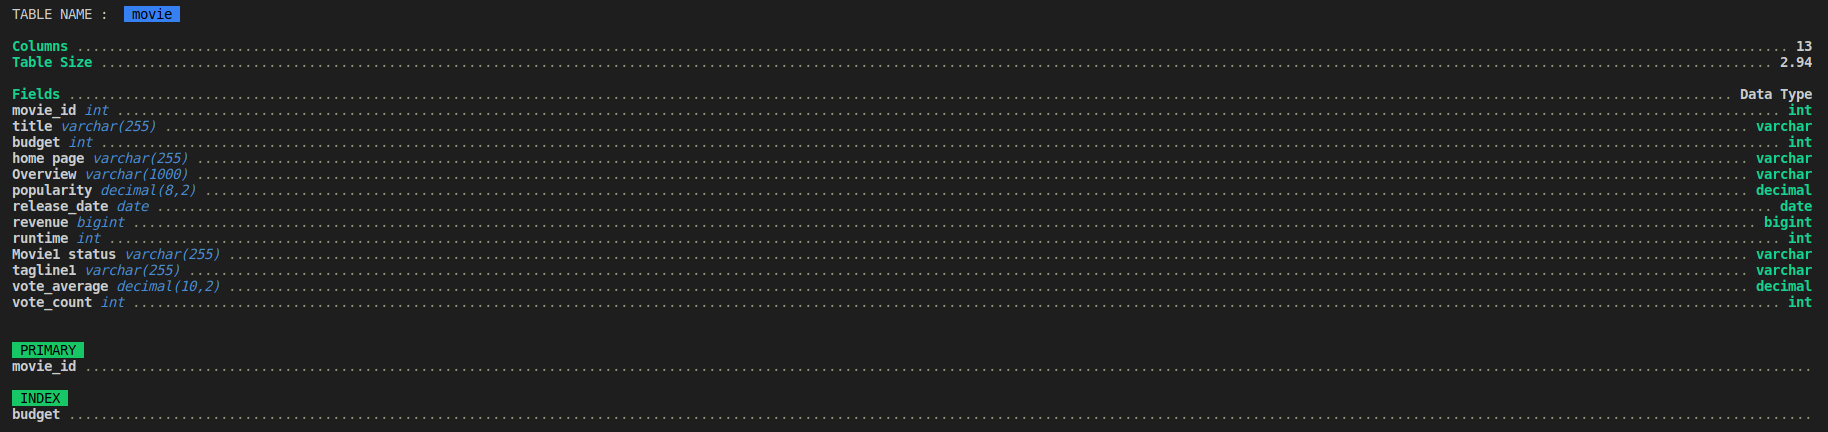 TABLE NAME : movie
Columns ........ 13
Table Size ........ 2.94
Fields ........ Data Type
movie_id int ........ int
title varchar(255) ........ varchar
budget int ........ int
home page varchar(255) ........ varchar
Overview varchar(1000) ........ varchar
popularity decimal(8,2) ........ decimal
release_date date ........ date
revenue bigint ........ bigint
runtime int ........ int
Movie1 status varchar(255) ........ varchar
tagline1 varchar(255) ........ varchar
vote_average decimal(10,2) ........ decimal
vote_count int ........ int
PRIMARY
movie_id ........
INDEX
budget ........